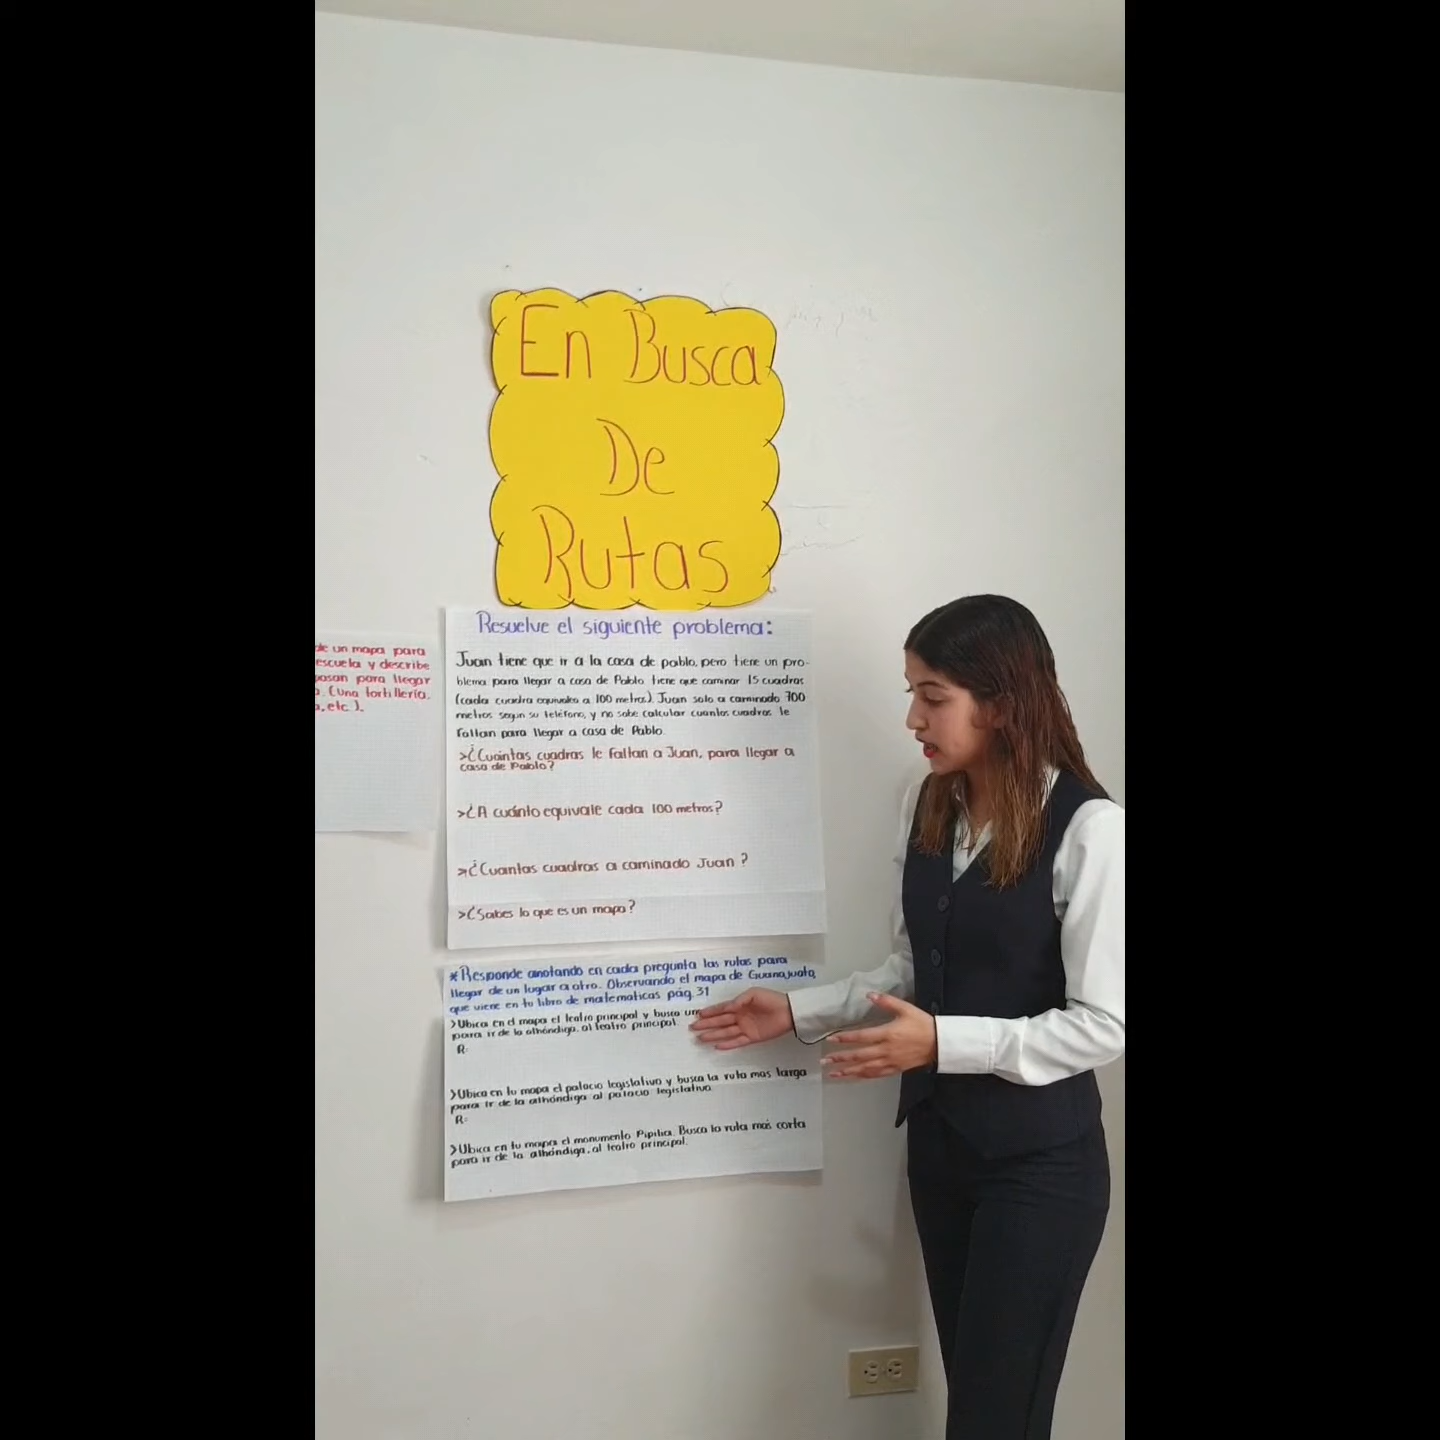 En Busca
De
Rutas
de un mapa para
escuela y describe
pasan para llegar
(una tortillería,
a, etc.).
Resuelve el siguiente problema:
Juan tiene que ir a la casa de pablo, pero tiene un pro-
blema para llegar a casa de Pablo tiene que caminar 15 cuadras
(cada cuadra equivales a 100 metros). Juan solo a caminado 700
metros según su teléfono, y no sabe calcular cuantas cuadras le
faltan para llegar a casa de Pablo.
>¿Cuántas cuadras le faltan a Juan, para llegar a
casa de Pablo?
>¿A cuánto equivale cada 100 metros?
>¿Cuantas cuadras a caminado Juan?
>¿Sabes lo que es un mapa?
*Responde anotando en cada pregunta las rutas para
llegar de un lugar a otro. Observando el mapa de Guanajuato,
que viene en tu libro de matematicas pág. 31
>Ubica en el mapa el teatro principal y busca un
para ir de la alhóndiga, al teatro principal.
R:
>Ubica en tu mapa el palacio legislativo y busca la ruta mas larga
para ir de la alhóndiga al palacio legislativo
R:
>Ubica en tu mapa el monumento Pipilia. Busca la ruta más corta
para ir de la alhóndiga, al teatro principal.